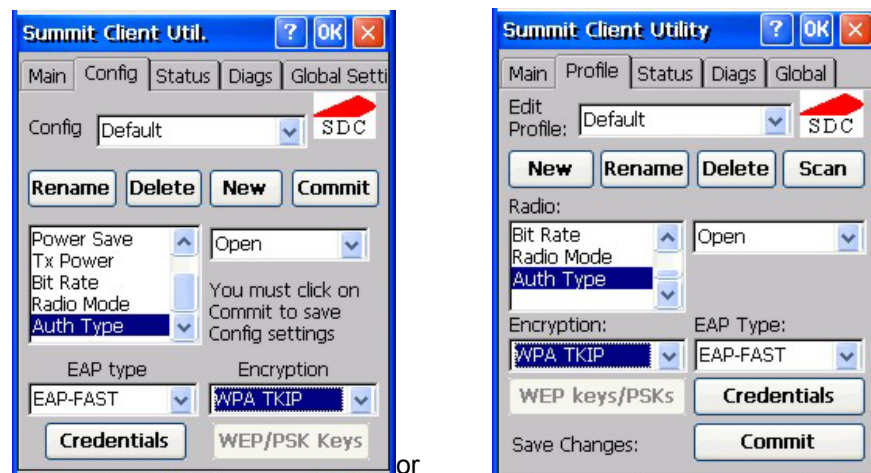 Summit Client Util.
? OK
Main Config Status Diags Global Setti
Config Default
SDC
Rename Delete New Commit
Power Save
Tx Power
Bit Rate
Radio Mode
Auth Type
Open
You must click on
Commit to save
Config settings
EAP type Encryption
EAP-FAST WPA TKIP
Credentials WEP/PSK Keys
or
Summit Client Utility
? OK
Main Profile Status Diags Global
Edit
Profile: Default
SDC
New Rename Delete Scan
Radio:
Bit Rate
Radio Mode
Auth Type
Open
Encryption: EAP Type:
WPA TKIP EAP-FAST
WEP keys/PSKs Credentials
Save Changes: Commit